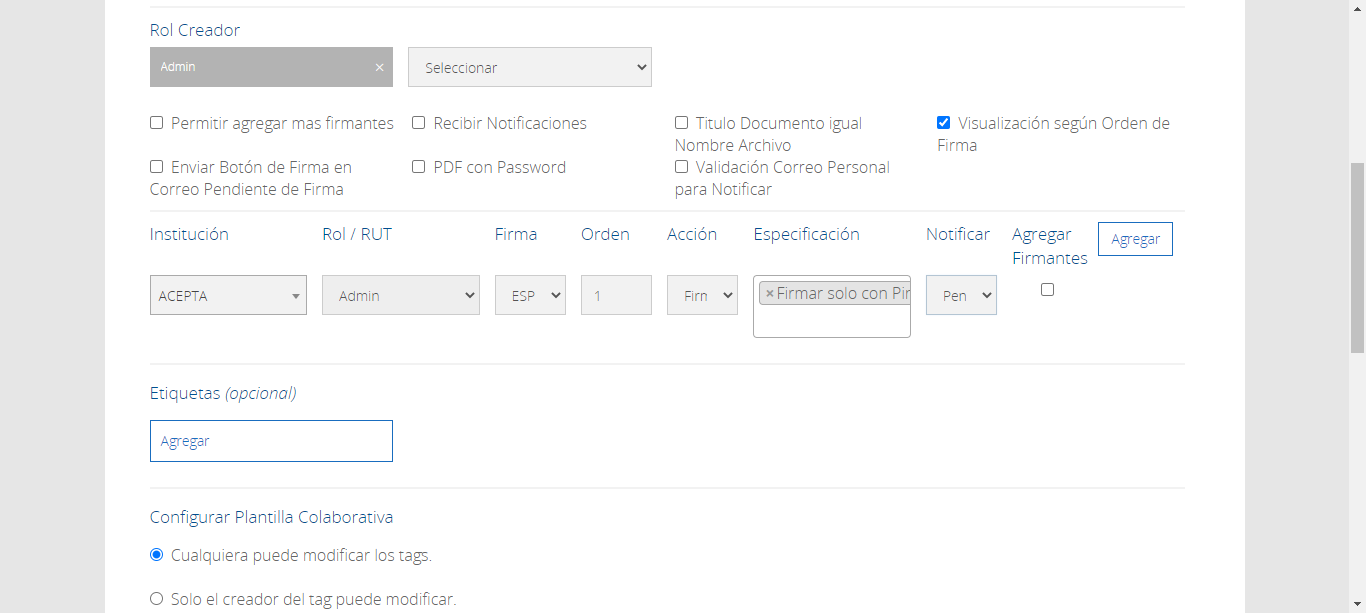 Rol Creador
Admin ×
Seleccionar
Permitir agregar mas firmantes
Recibir Notificaciones
Titulo Documento igual
Nombre Archivo
Visualización según Orden de
Firma
Enviar Botón de Firma en
Correo Pendiente de Firma
PDF con Password
Validación Correo Personal
para Notificar
Institución
Rol / RUT
Firma
Orden
Acción
Especificación
Notificar
Agregar
Firmantes
Agregar
ACEPTA
Admin
ESP
1
Firn
×Firmar solo con Pin
Pen
Etiquetas (opcional)
Agregar
Configurar Plantilla Colaborativa
Cualquiera puede modificar los tags.
Solo el creador del tag puede modificar.